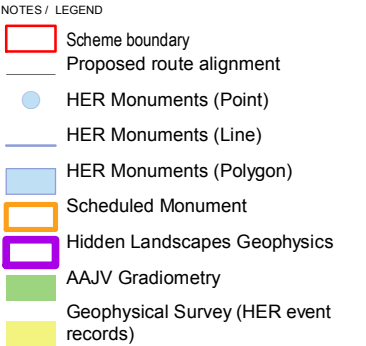 NOTES / LEGEND
Scheme boundary
Proposed route alignment
HER Monuments (Point)
HER Monuments (Line)
HER Monuments (Polygon)
Scheduled Monument
Hidden Landscapes Geophysics
AAJV Gradiometry
Geophysical Survey (HER event
records)